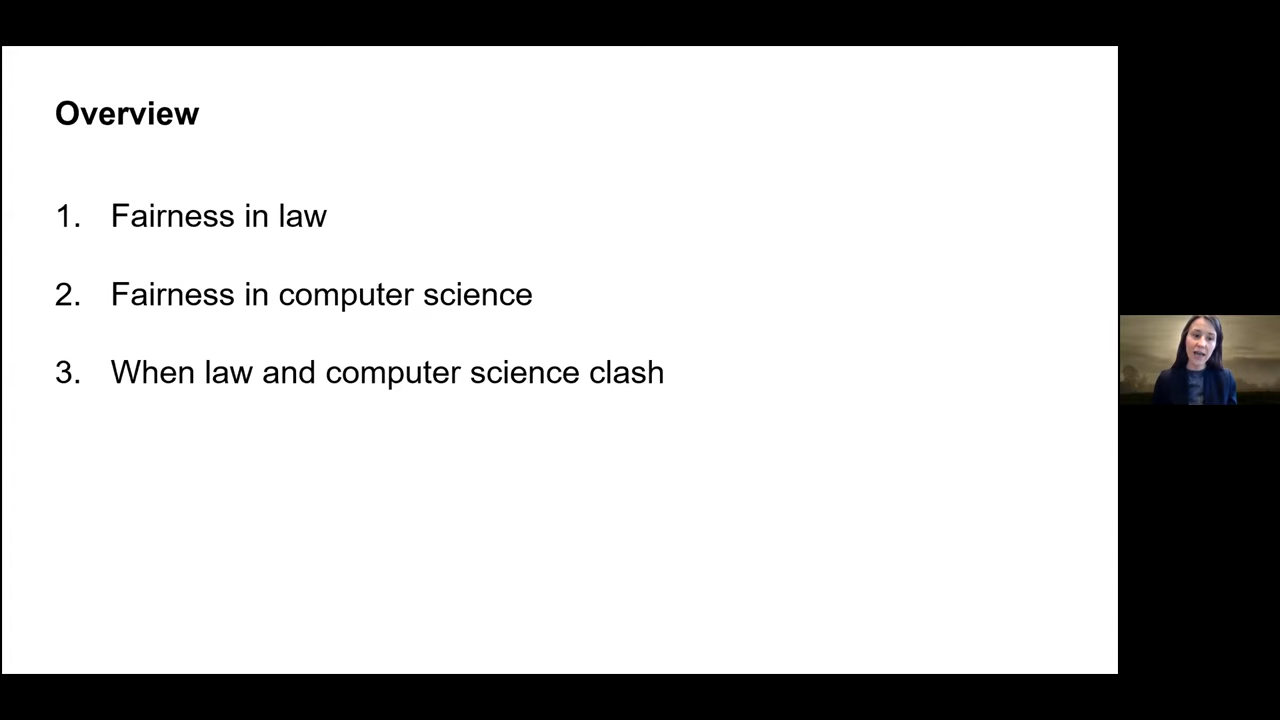 Overview
1. Fairness in law
2. Fairness in computer science
3. When law and computer science clash